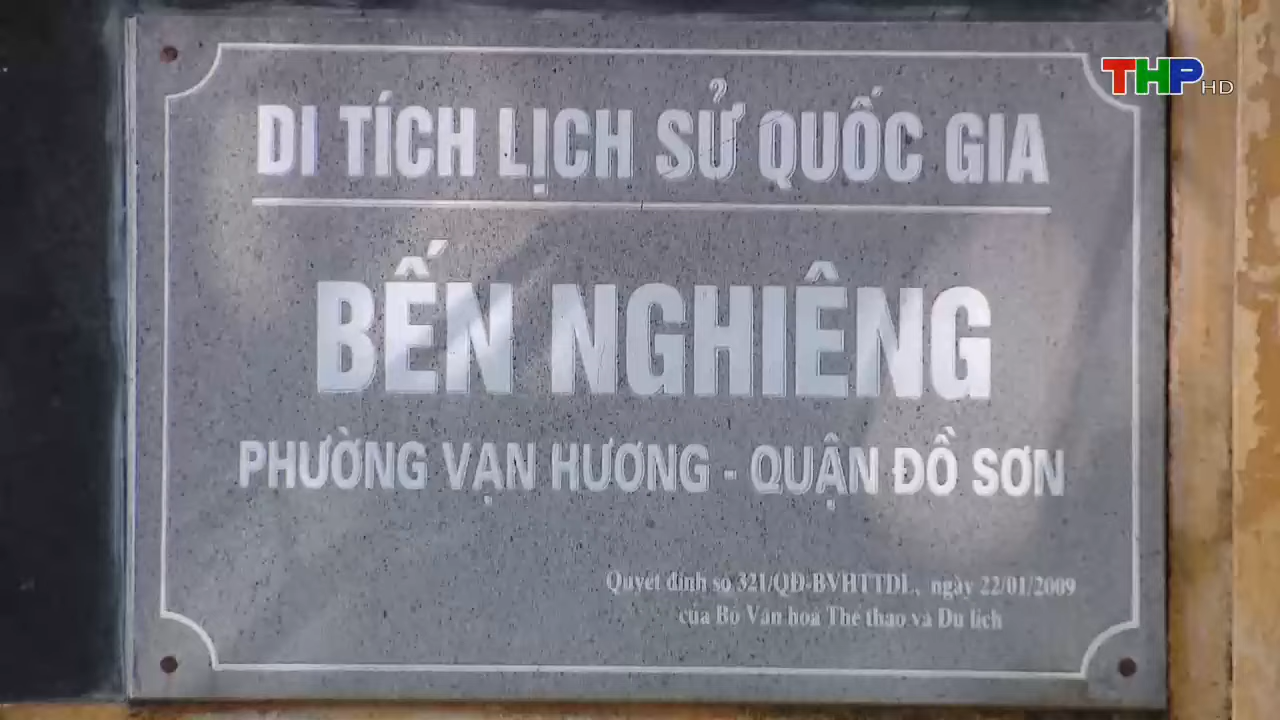 THP HD
DI TÍCH LỊCH SỬ QUỐC GIA
BẾN NGHIÊNG
PHƯỜNG VẠN HƯƠNG - QUẬN ĐỒ SƠN
Quyết định số 321/QĐ-BVHTTDL, ngày 22/01/2009
của Bộ Văn hoá Thể thao và Du lịch